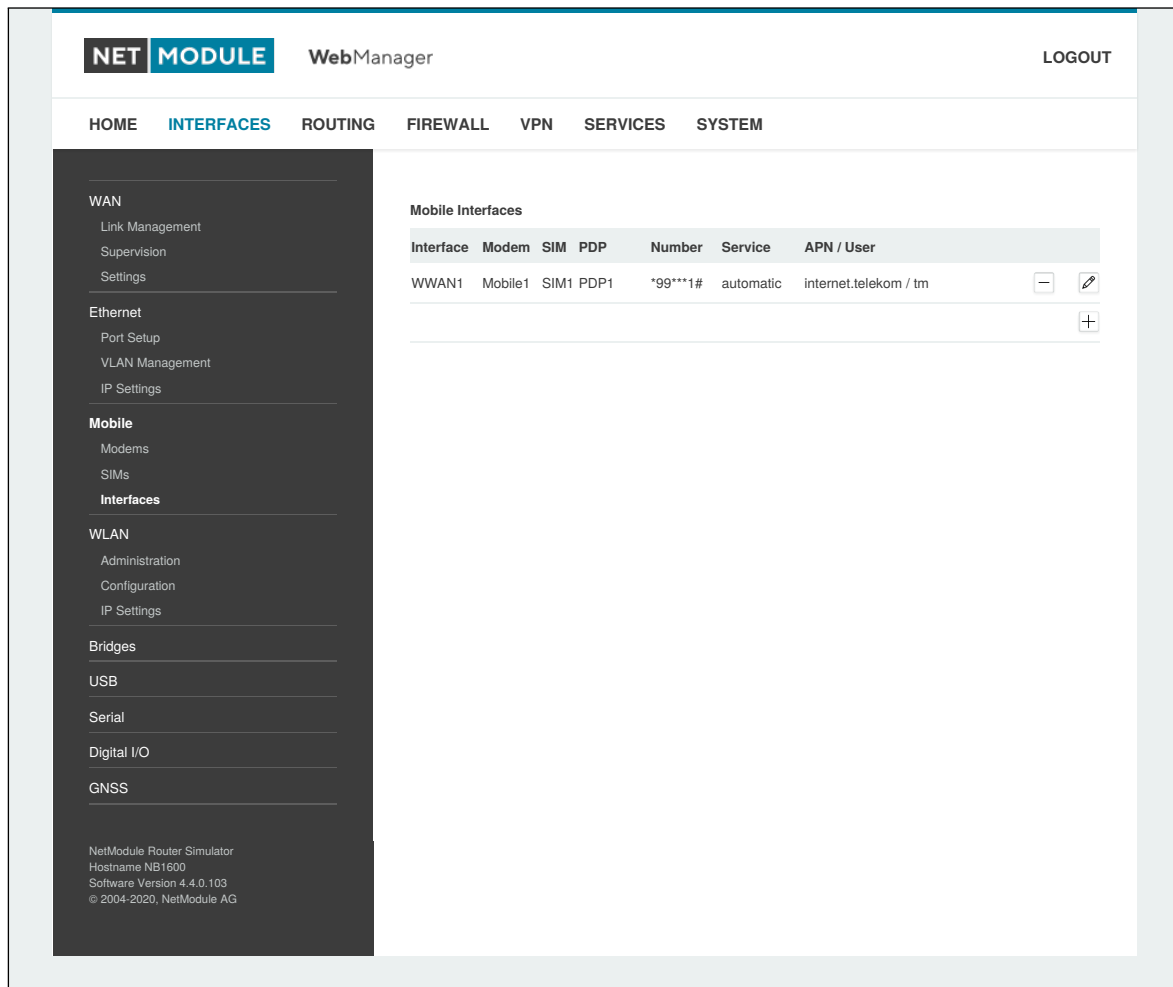 NET MODULE WebManager LOGOUT
HOME INTERFACES ROUTING FIREWALL VPN SERVICES SYSTEM
WAN
Link Management
Supervision
Settings
Ethernet
Port Setup
VLAN Management
IP Settings
Mobile
Modems
SIMs
Interfaces
WLAN
Administration
Configuration
IP Settings
Bridges
USB
Serial
Digital I/O
GNSS
NetModule Router Simulator
Hostname NB1600
Software Version 4.4.0.103
© 2004-2020, NetModule AG
Mobile Interfaces
Interface Modem SIM PDP Number Service APN / User
WWAN1 Mobile1 SIM1 PDP1 *99***1# automatic internet.telekom / tm